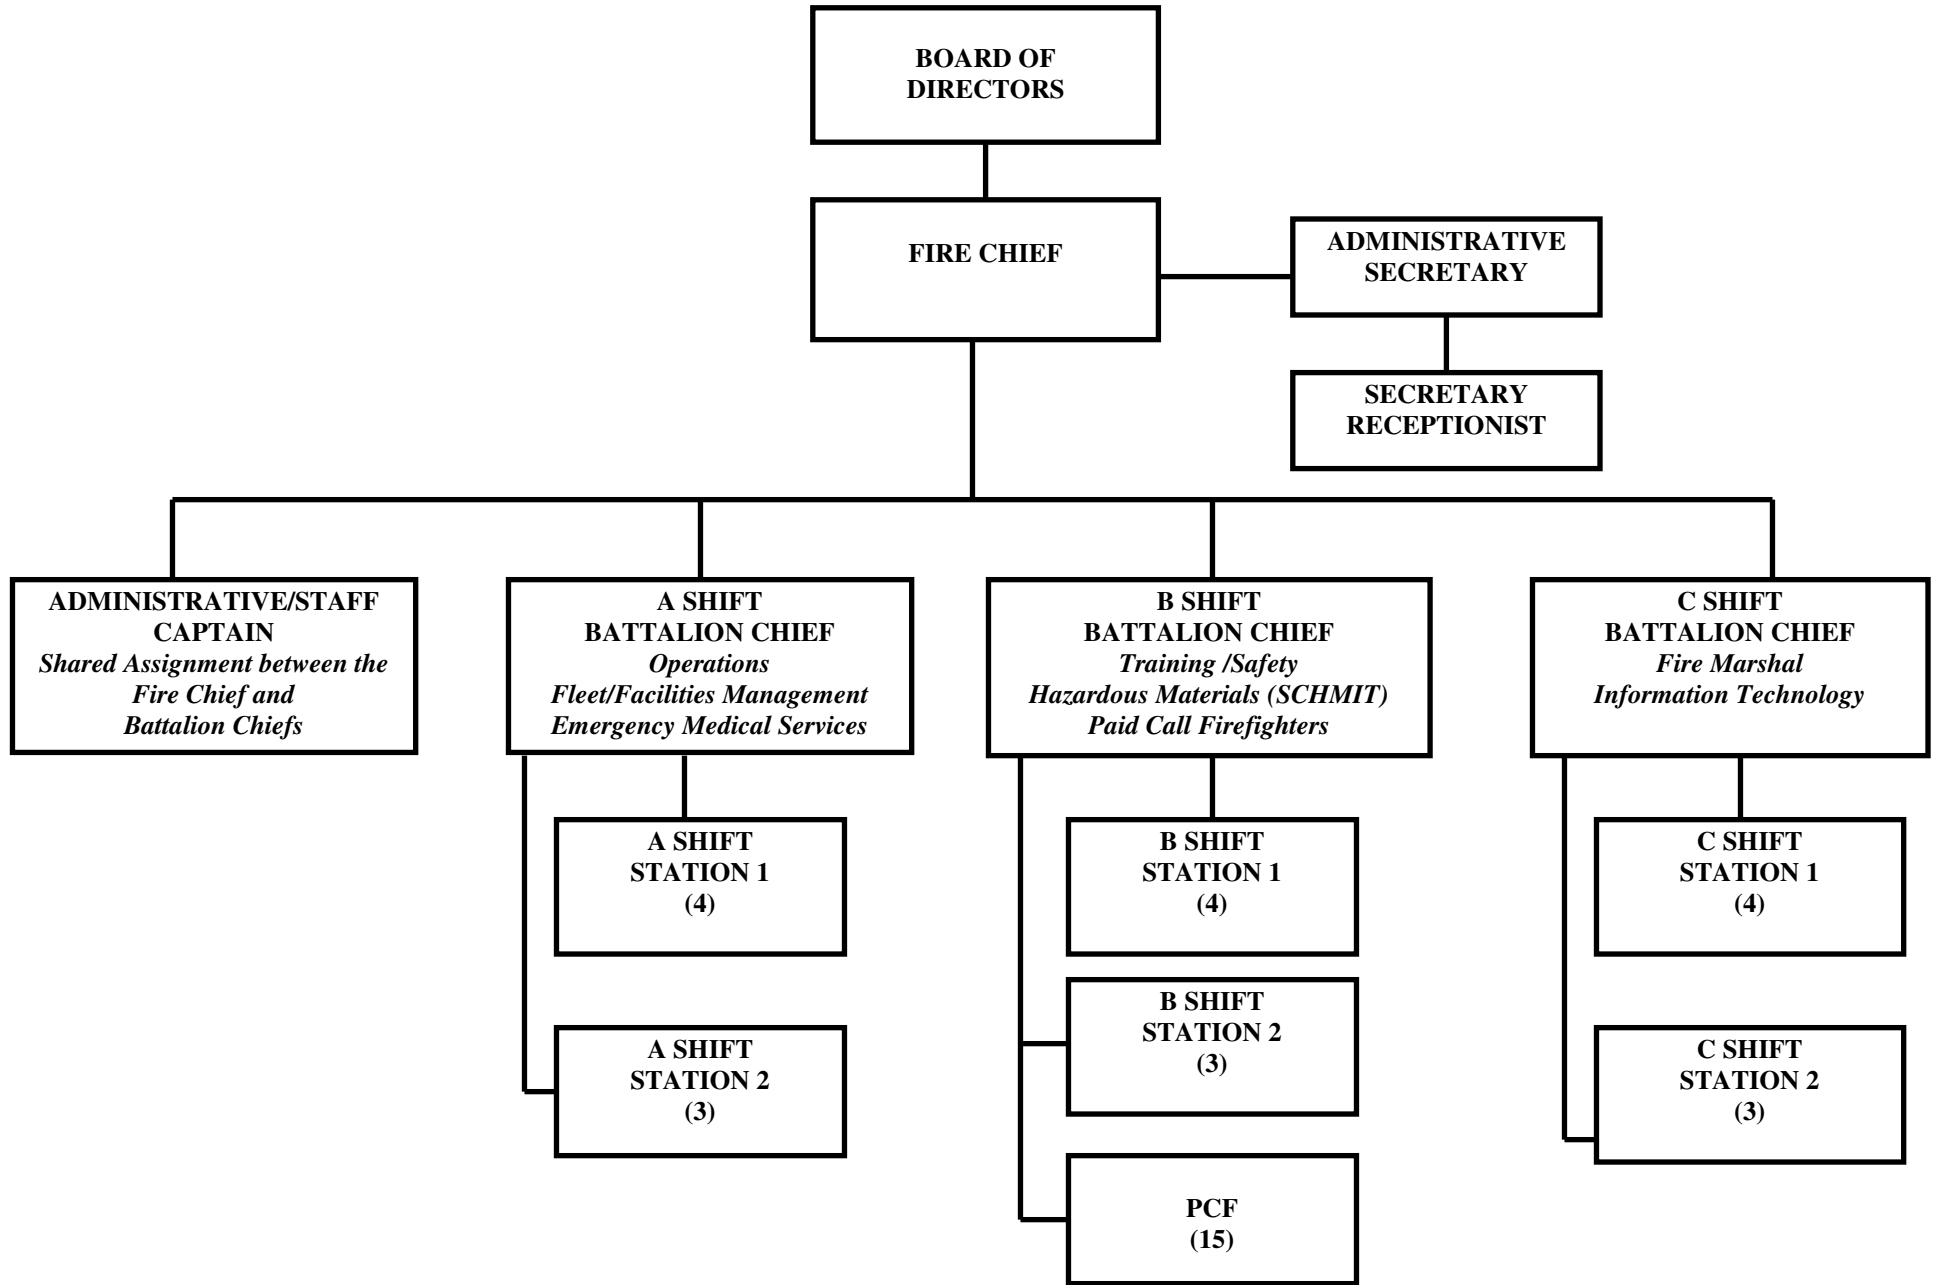 BOARD OF
DIRECTORS
FIRE CHIEF
ADMINISTRATIVE
SECRETARY
SECRETARY
RECEPTIONIST
ADMINISTRATIVE/STAFF
CAPTAIN
Shared Assignment between the
Fire Chief and
Battalion Chiefs
A SHIFT
BATTALION CHIEF
Operations
Fleet/Facilities Management
Emergency Medical Services
B SHIFT
BATTALION CHIEF
Training /Safety
Hazardous Materials (SCHMIT)
Paid Call Firefighters
C SHIFT
BATTALION CHIEF
Fire Marshal
Information Technology
A SHIFT
STATION 1
(4)
B SHIFT
STATION 1
(4)
C SHIFT
STATION 1
(4)
A SHIFT
STATION 2
(3)
B SHIFT
STATION 2
(3)
C SHIFT
STATION 2
(3)
PCF
(15)